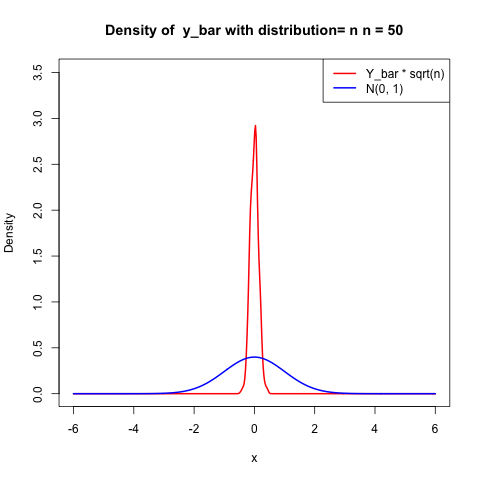 Density of  y_bar with distribution= n n = 50
Y_bar * sqrt(n)
N(0, 1)
Density
3.5
3.0
2.5
2.0
1.5
1.0
0.5
0.0
-6 -4 -2 0 2 4 6
x